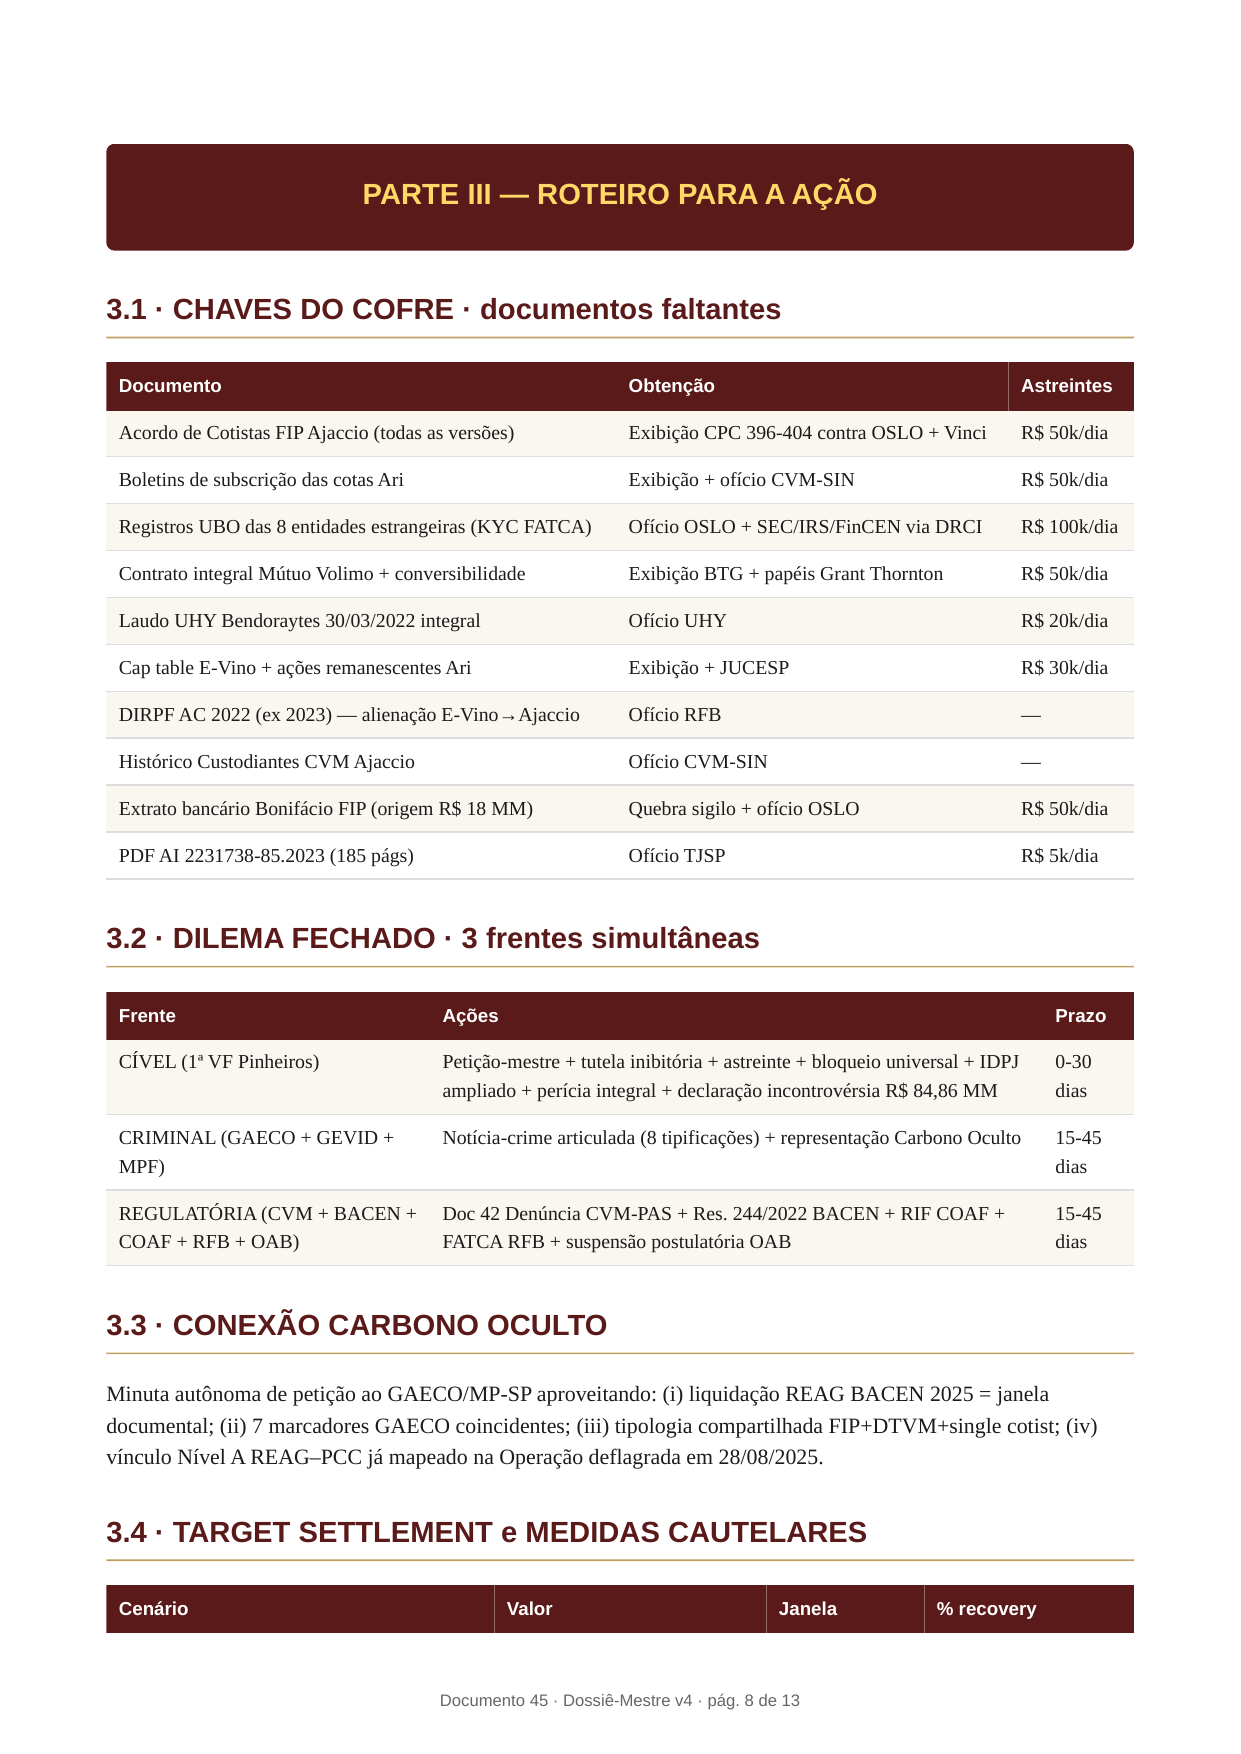 PARTE III — ROTEIRO PARA A AÇÃO
3.1 · CHAVES DO COFRE · documentos faltantes
Documento Obtenção Astreintes
Acordo de Cotistas FIP Ajaccio (todas as versões) Exibição CPC 396-404 contra OSLO + Vinci R$ 50k/dia
Boletins de subscrição das cotas Ari Exibição + ofício CVM-SIN R$ 50k/dia
Registros UBO das 8 entidades estrangeiras (KYC FATCA) Ofício OSLO + SEC/IRS/FinCEN via DRCI R$ 100k/dia
Contrato integral Mútuo Volimo + conversibilidade Exibição BTG + papéis Grant Thornton R$ 50k/dia
Laudo UHY Bendoraytes 30/03/2022 integral Ofício UHY R$ 20k/dia
Cap table E-Vino + ações remanescentes Ari Exibição + JUCESP R$ 30k/dia
DIRPF AC 2022 (ex 2023) — alienação E-Vino→Ajaccio Ofício RFB —
Histórico Custodiantes CVM Ajaccio Ofício CVM-SIN —
Extrato bancário Bonifácio FIP (origem R$ 18 MM) Quebra sigilo + ofício OSLO R$ 50k/dia
PDF AI 2231738-85.2023 (185 págs) Ofício TJSP R$ 5k/dia
3.2 · DILEMA FECHADO · 3 frentes simultâneas
Frente Ações Prazo
CÍVEL (1ª VF Pinheiros) Petição-mestre + tutela inibitória + astreinte + bloqueio universal + IDPJ 0-30
ampliado + perícia integral + declaração incontrovérsia R$ 84,86 MM dias
CRIMINAL (GAECO + GEVID + Notícia-crime articulada (8 tipificações) + representação Carbono Oculto 15-45
MPF) dias
REGULATÓRIA (CVM + BACEN + Doc 42 Denúncia CVM-PAS + Res. 244/2022 BACEN + RIF COAF + 15-45
COAF + RFB + OAB) FATCA RFB + suspensão postulatória OAB dias
3.3 · CONEXÃO CARBONO OCULTO
Minuta autônoma de petição ao GAECO/MP-SP aproveitando: (i) liquidação REAG BACEN 2025 = janela
documental; (ii) 7 marcadores GAECO coincidentes; (iii) tipologia compartilhada FIP+DTVM+single cotist; (iv)
vínculo Nível A REAG–PCC já mapeado na Operação deflagrada em 28/08/2025.
3.4 · TARGET SETTLEMENT e MEDIDAS CAUTELARES
Cenário Valor Janela % recovery
Documento 45 · Dossiê-Mestre v4 · pág. 8 de 13